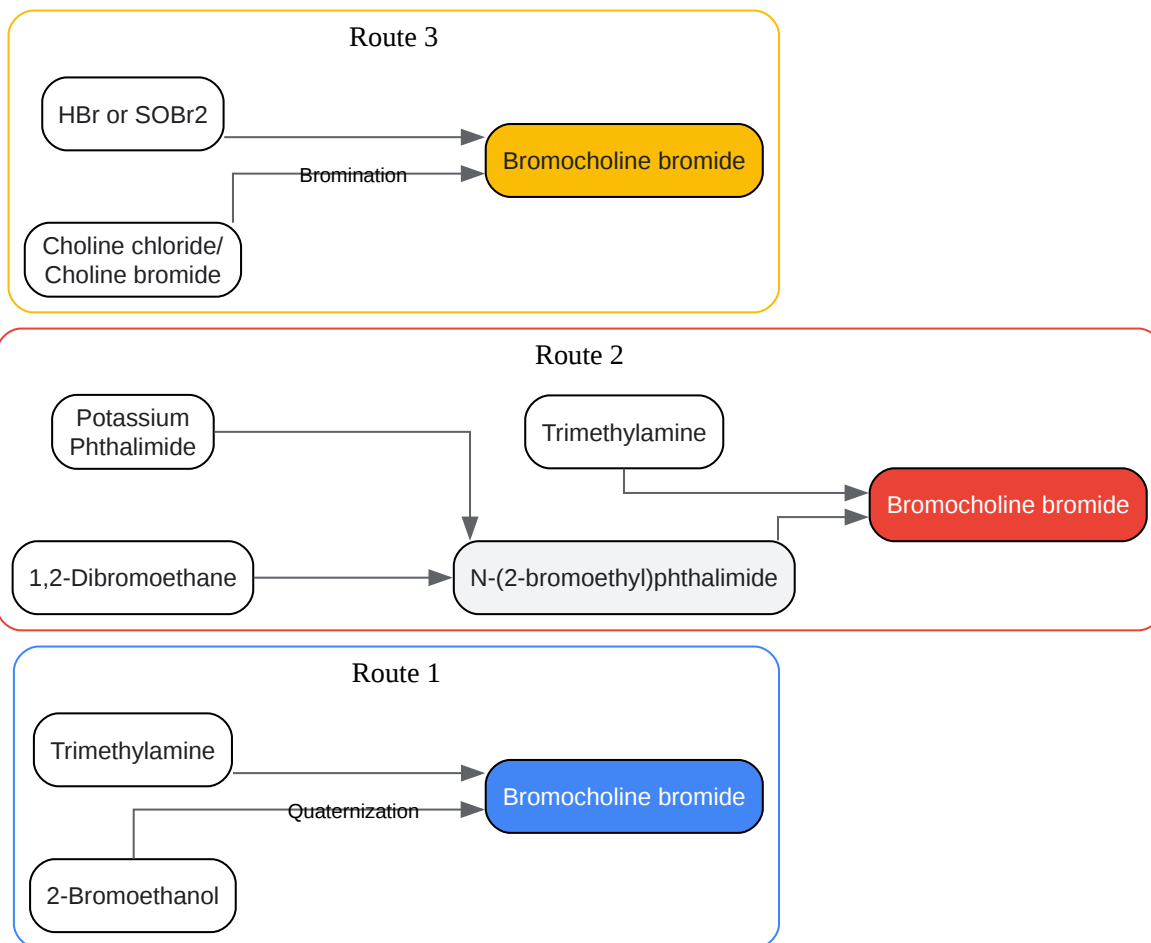 Route 3
HBr or SOBr2
Bromocholine bromide
Bromination
Choline chloride/
Choline bromide
Route 2
Potassium
Phthalimide
Trimethylamine
Bromocholine bromide
1,2-Dibromoethane
N-(2-bromoethyl)phthalimide
Route 1
Trimethylamine
Bromocholine bromide
Quaternization
2-Bromoethanol